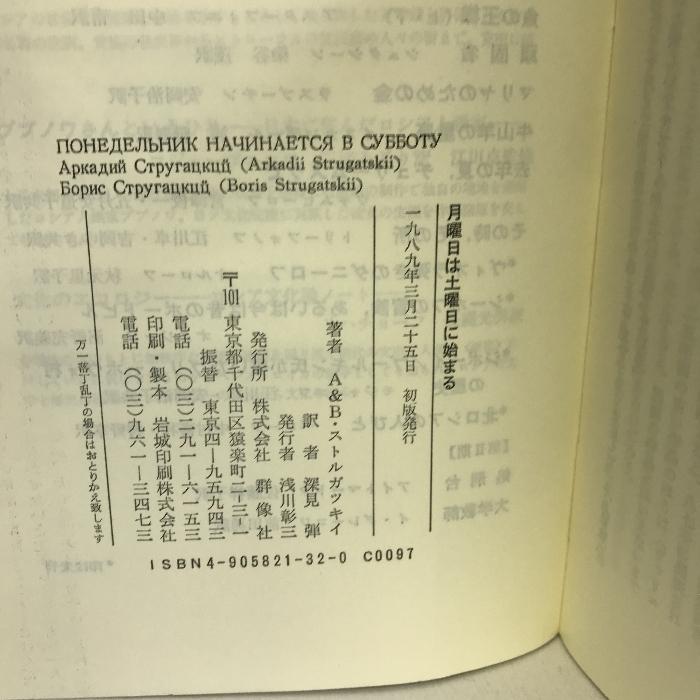 ПОНЕДЕЛЬНИК НАЧИНАЕТСЯ В СУББОТУ
Аркадий Стругацкцй (Arkadii Strugatskii)
Борис Стругацкцй (Boris Strugatskii)
月曜日は土曜日に始まる
一九八九年三月二十五日 初版発行
著者 A&B・ストルガツキイ
訳者 深見弾
発行者 浅川彰三
発行所 株式会社 群像社
〒101 東京都千代田区猿楽町二―三―一
振替 東京四―九五九四三
電話 (〇三)二九一―六一五三
印刷・製本 岩城印刷株式会社
電話 (〇三)九六一―三四七三
万一落丁乱丁の場合はおとりかえ致します
ISBN4-905821-32-0 C0097